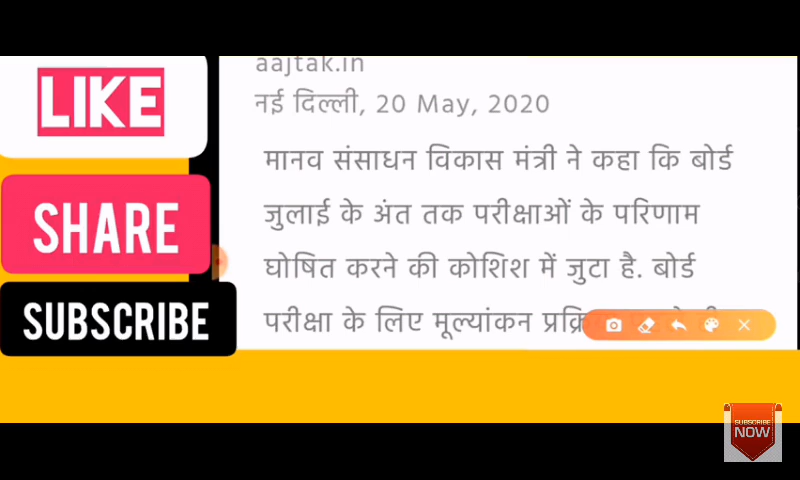 LIKE
SHARE
SUBSCRIBE
aajtak.in
नई दिल्ली, 20 May, 2020
मानव संसाधन विकास मंत्री ने कहा कि बोर्ड
जुलाई के अंत तक परीक्षाओं के परिणाम
घोषित करने की कोशिश में जुटा है. बोर्ड
परीक्षा के लिए मूल्यांकन
SUBSCRIBE
NOW